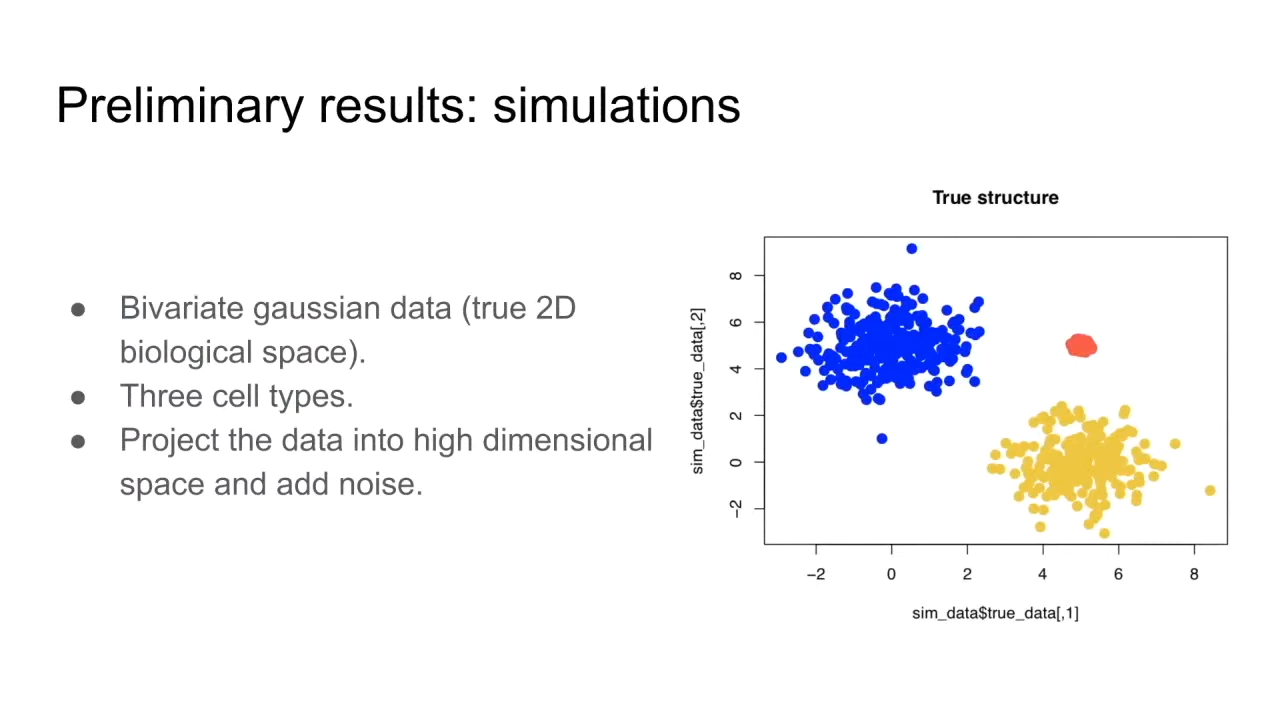 Preliminary results: simulations
● Bivariate gaussian data (true 2D
biological space).
● Three cell types.
● Project the data into high dimensional
space and add noise.
True structure
sim_data$true_data[,2]
8
6
4
2
0
−2
−2 0 2 4 6 8
sim_data$true_data[,1]